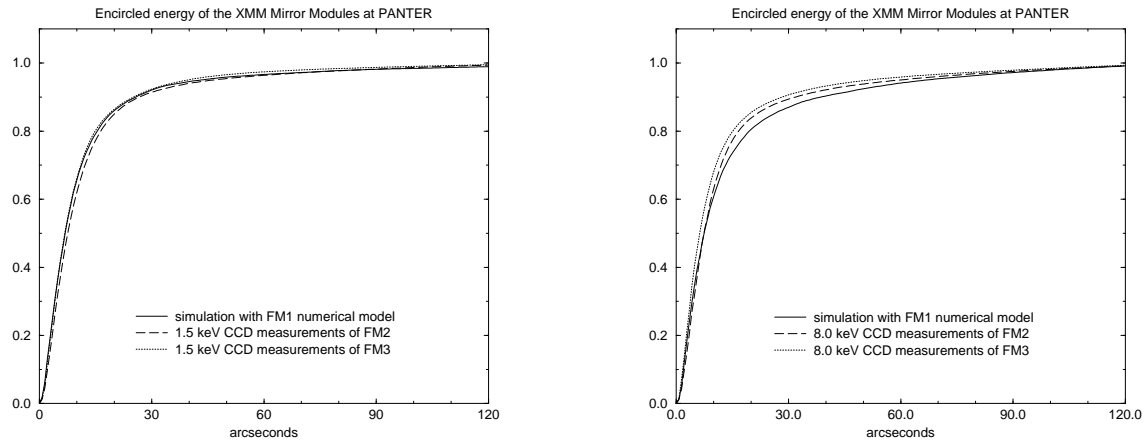 Encircled energy of the XMM Mirror Modules at PANTER
1.0
0.8
0.6
0.4
0.2
0.0
simulation with FM1 numerical model
1.5 keV CCD measurements of FM2
1.5 keV CCD measurements of FM3
0 30 60 90 120
arcseconds
Encircled energy of the XMM Mirror Modules at PANTER
1.0
0.8
0.6
0.4
0.2
0.0
simulation with FM1 numerical model
8.0 keV CCD measurements of FM2
8.0 keV CCD measurements of FM3
0.0 30.0 60.0 90.0 120.0
arcseconds